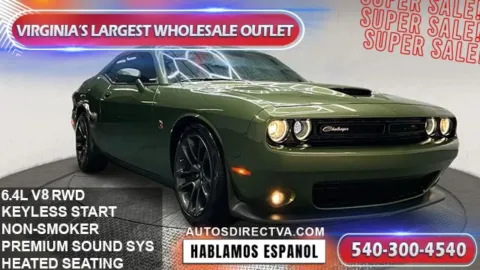 VIRGINIA'S LARGEST WHOLESALE OUTLET
SUPER SALE!
SUPER SALE!
SUPER SALE!
Challenger
6.4L V8 RWD
KEYLESS START
NON-SMOKER
PREMIUM SOUND SYS
HEATED SEATING
AUTOSDIRECTVA.COM
HABLAMOS ESPANOL
540-300-4540